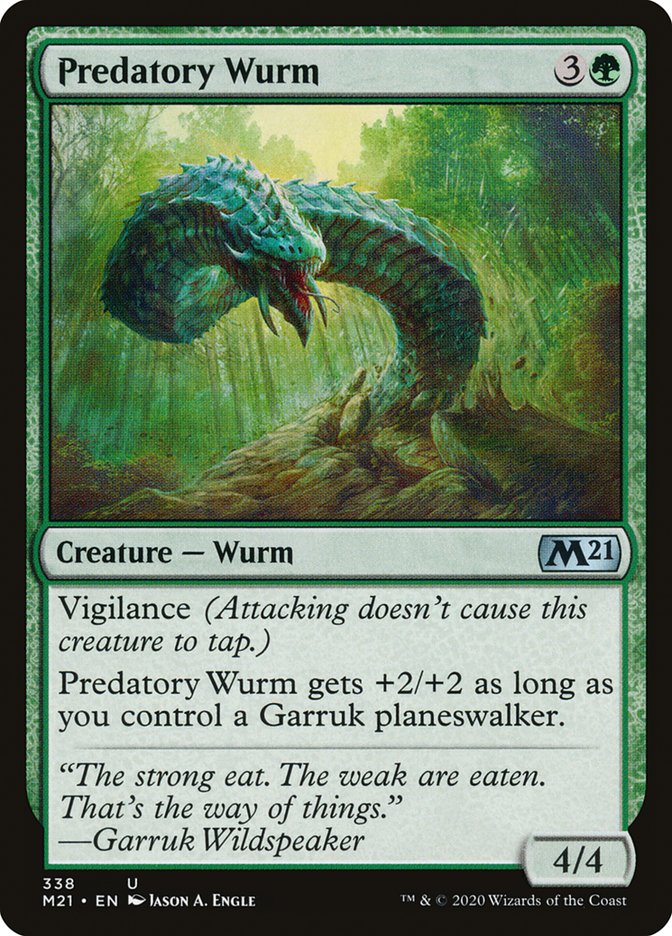 Predatory Wurm 3
Creature — Wurm M21
Vigilance (Attacking doesn't cause this
creature to tap.)
Predatory Wurm gets +2/+2 as long as
you control a Garruk planeswalker.
“The strong eat. The weak are eaten.
That's the way of things.”
—Garruk Wildspeaker
4/4
338 U
M21 • EN Jason A. Engle ™ & © 2020 Wizards of the Coast